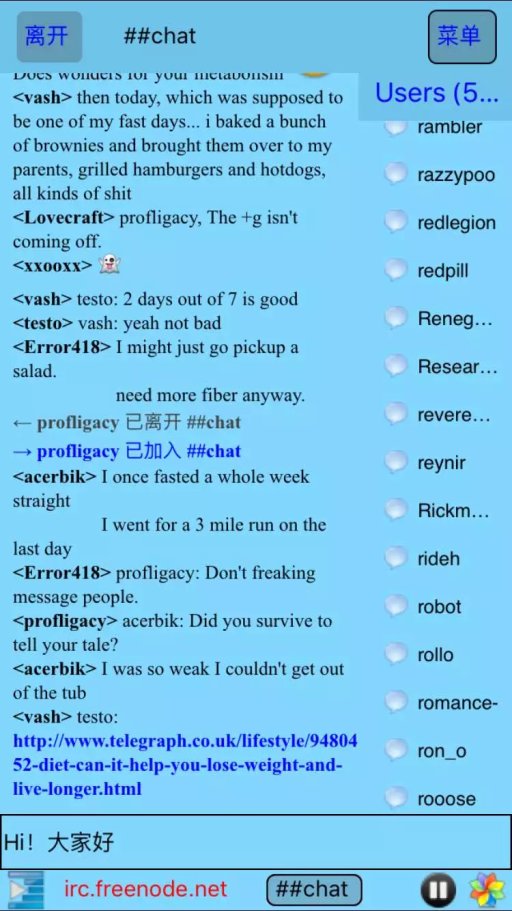 离开
##chat
菜单
Does wonders for your metabolism
<vash> then today, which was supposed to
be one of my fast days... i baked a bunch
of brownies and brought them over to my
parents, grilled hamburgers and hotdogs,
all kinds of shit
<Lovecraft> profligacy, The +g isn't
coming off.
<xxooxx> 👻
<vash> testo: 2 days out of 7 is good
<testo> vash: yeah not bad
<Error418> I might just go pickup a
salad.
need more fiber anyway.
← profligacy 已离开 ##chat
→ profligacy 已加入 ##chat
<acerbik> I once fasted a whole week
straight
I went for a 3 mile run on the
last day
<Error418> profligacy: Don't freaking
message people.
<profligacy> acerbik: Did you survive to
tell your tale?
<acerbik> I was so weak I couldn't get out
of the tub
<vash> testo:
http://www.telegraph.co.uk/lifestyle/94804
52-diet-can-it-help-you-lose-weight-and-
live-longer.html
Users (5...
rambler
razzypoo
redlegion
redpill
Reneg...
Resear...
revere...
reynir
Rickm...
rideh
robot
rollo
romance-
ron_o
rooose
Hi！大家好
irc.freenode.net
##chat